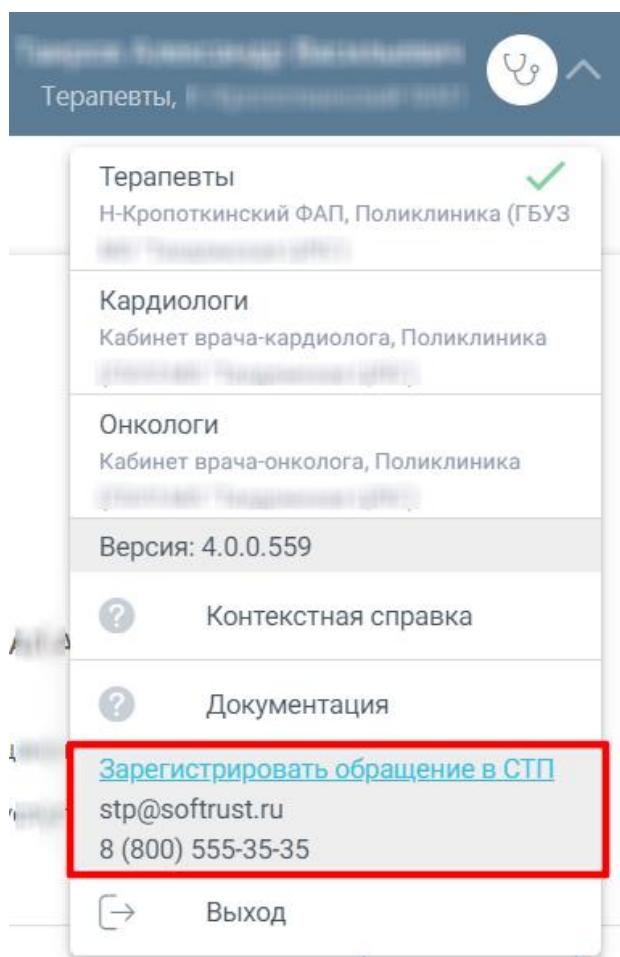 Терапевты,
Терапевты
Н-Кропоткинский ФАП, Поликлиника (ГБУЗ
Кардиологи
Кабинет врача-кардиолога, Поликлиника
Онкологи
Кабинет врача-онколога, Поликлиника
Версия: 4.0.0.559
Контекстная справка
Документация
Зарегистрировать обращение в СТП
stp@softrust.ru
8 (800) 555-35-35
Выход